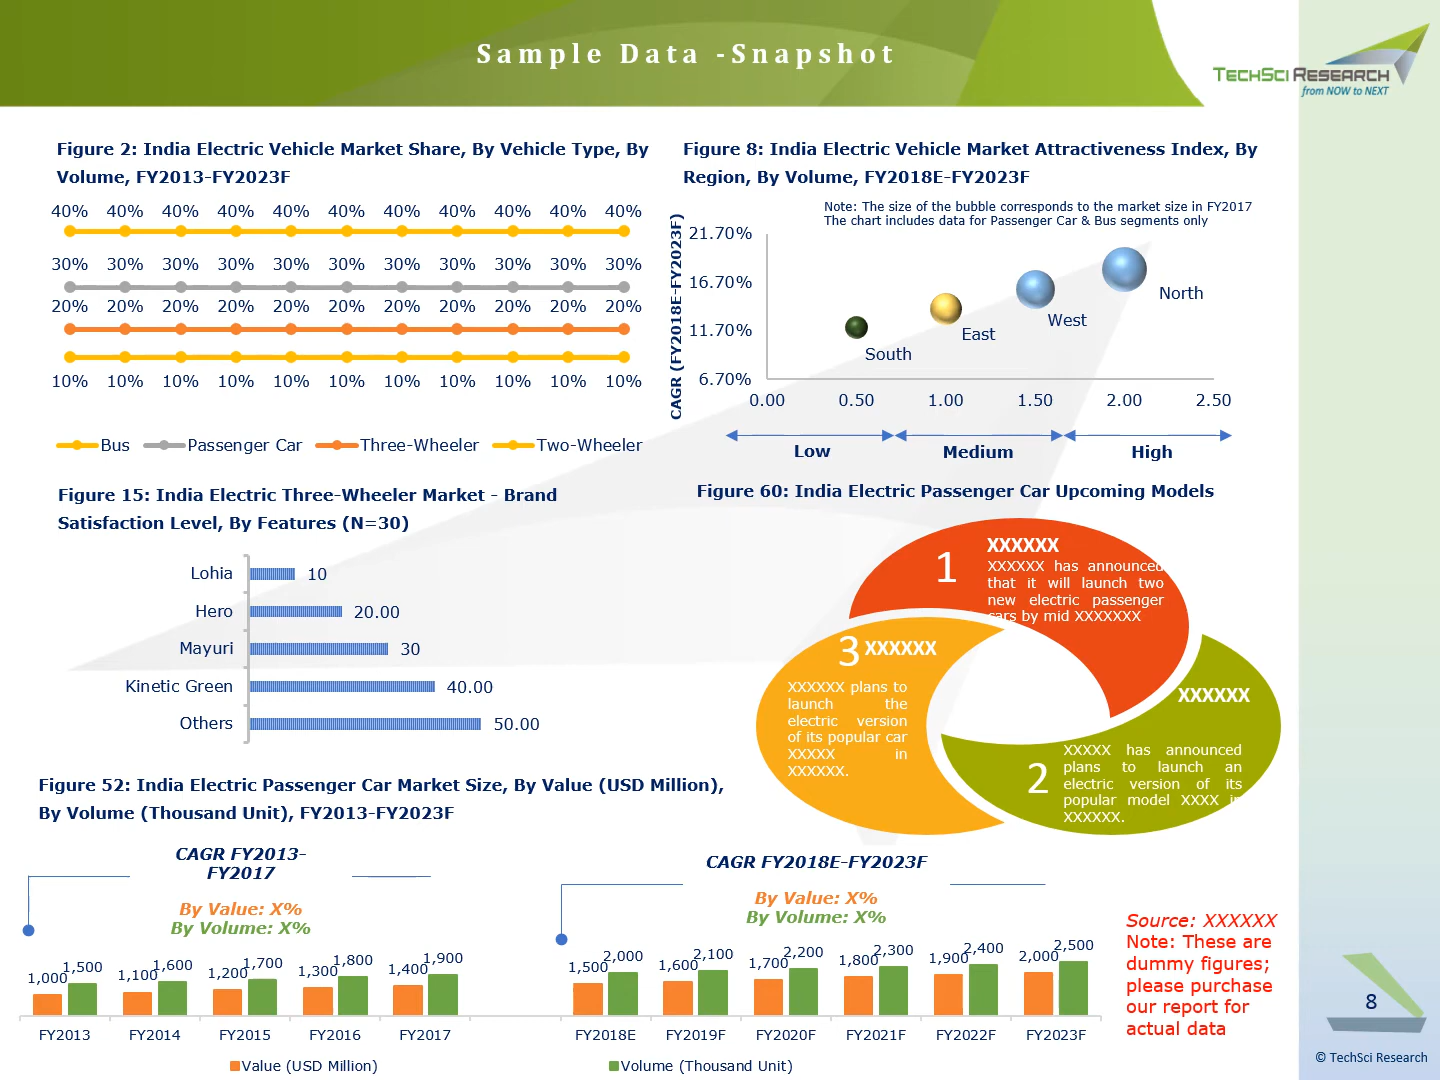 Sample Data -Snapshot
TechSci Research
from NOW to NEXT
Figure 2: India Electric Vehicle Market Share, By Vehicle Type, By
Volume, FY2013-FY2023F
40% 40% 40% 40% 40% 40% 40% 40% 40% 40% 40%
30% 30% 30% 30% 30% 30% 30% 30% 30% 30% 30%
20% 20% 20% 20% 20% 20% 20% 20% 20% 20% 20%
10% 10% 10% 10% 10% 10% 10% 10% 10% 10% 10%
Bus Passenger Car Three-Wheeler Two-Wheeler
Figure 8: India Electric Vehicle Market Attractiveness Index, By
Region, By Volume, FY2018E-FY2023F
Note: The size of the bubble corresponds to the market size in FY2017
The chart includes data for Passenger Car & Bus segments only
CAGR (FY2018E-FY2023F)
21.70%
16.70%
11.70%
6.70%
North
West
East
South
0.00 0.50 1.00 1.50 2.00 2.50
Low Medium High
Figure 15: India Electric Three-Wheeler Market - Brand
Satisfaction Level, By Features (N=30)
Lohia 10
Hero 20.00
Mayuri 30
Kinetic Green 40.00
Others 50.00
Figure 60: India Electric Passenger Car Upcoming Models
1
XXXXXX
XXXXXX has announced
that it will launch two
new electric passenger
cars by mid XXXXXXX
3 XXXXXX
XXXXXX plans to
launch the
electric version
of its popular car
XXXXX in
XXXXXX.
XXXXXX
2
XXXXX has announced
plans to launch an
electric version of its
popular model XXXX in
XXXXXX.
Figure 52: India Electric Passenger Car Market Size, By Value (USD Million),
By Volume (Thousand Unit), FY2013-FY2023F
CAGR FY2013-
FY2017
By Value: X%
By Volume: X%
CAGR FY2018E-FY2023F
By Value: X%
By Volume: X%
1,000 1,500 1,100 1,600 1,200 1,700 1,300 1,800 1,400 1,900 1,500 2,000 1,600 2,100 1,700 2,200 1,800 2,300 1,900 2,400 2,000 2,500
FY2013 FY2014 FY2015 FY2016 FY2017 FY2018E FY2019F FY2020F FY2021F FY2022F FY2023F
Value (USD Million) Volume (Thousand Unit)
Source: XXXXXX
Note: These are
dummy figures;
please purchase
our report for
actual data
8
© TechSci Research